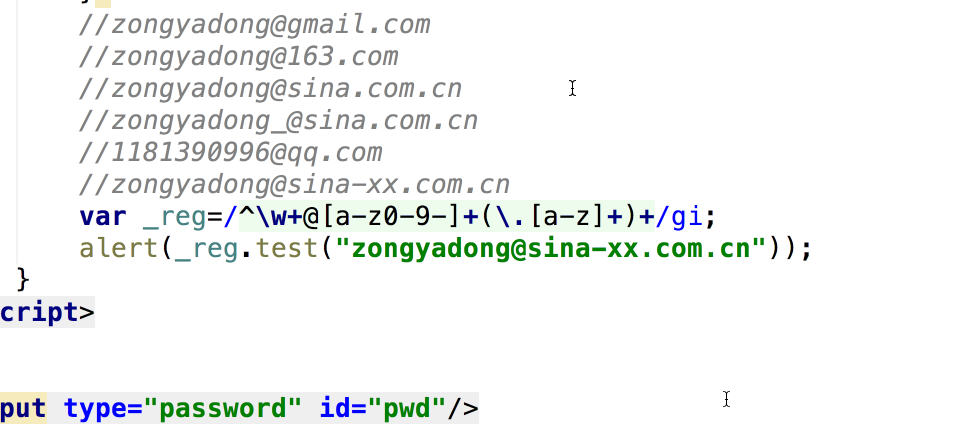 //zongyadong@gmail.com
//zongyadong@163.com
//zongyadong@sina.com.cn
//zongyadong_@sina.com.cn
//1181390996@qq.com
//zongyadong@sina-xx.com.cn
var _reg=/^\w+@[a-z0-9-]+(\.[a-z]+)+/gi;
alert(_reg.test("zongyadong@sina-xx.com.cn"));
}
cript>
put type="password" id="pwd"/>